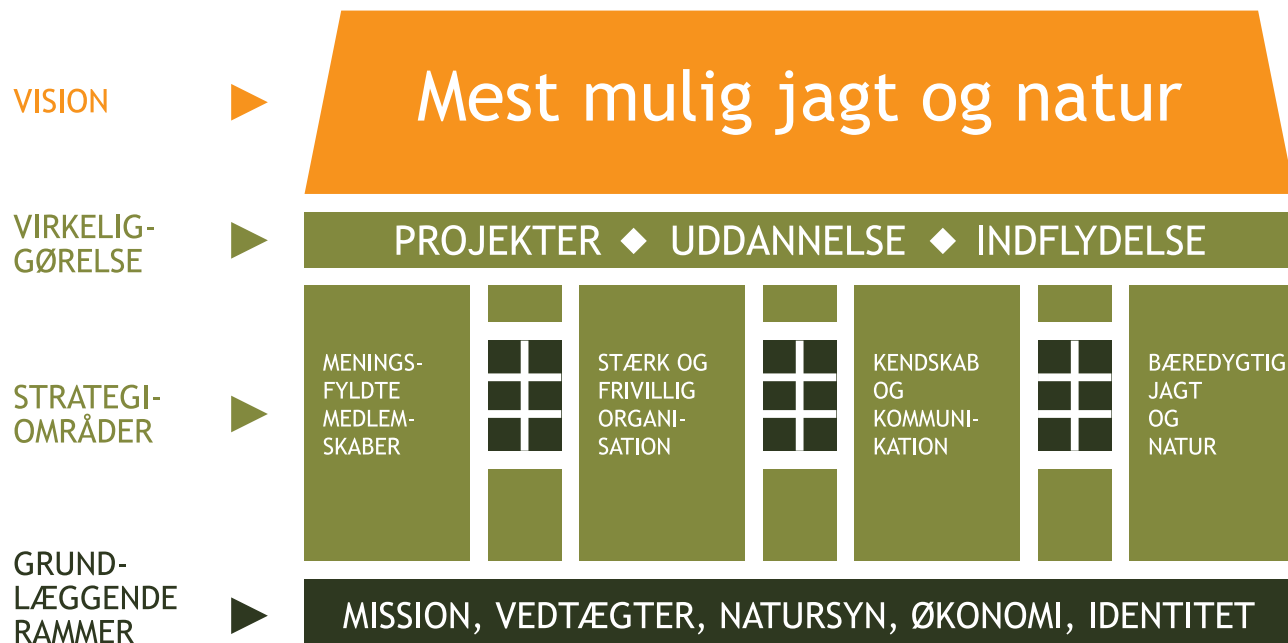 VISION
Mest mulig jagt og natur
VIRKELIG-
GØRELSE
PROJEKTER ◆ UDDANNELSE ◆ INDFLYDELSE
STRATEGI-
OMRÅDER
MENINGS-
FYLDTE
MEDLEM-
SKABER
STÆRK OG
FRIVILLIG
ORGANI-
SATION
KENDSKAB
OG
KOMMUNI-
KATION
BÆREDYGTIG
JAGT
OG
NATUR
GRUND-
LÆGGENDE
RAMMER
MISSION, VEDTÆGTER, NATURSYN, ØKONOMI, IDENTITET